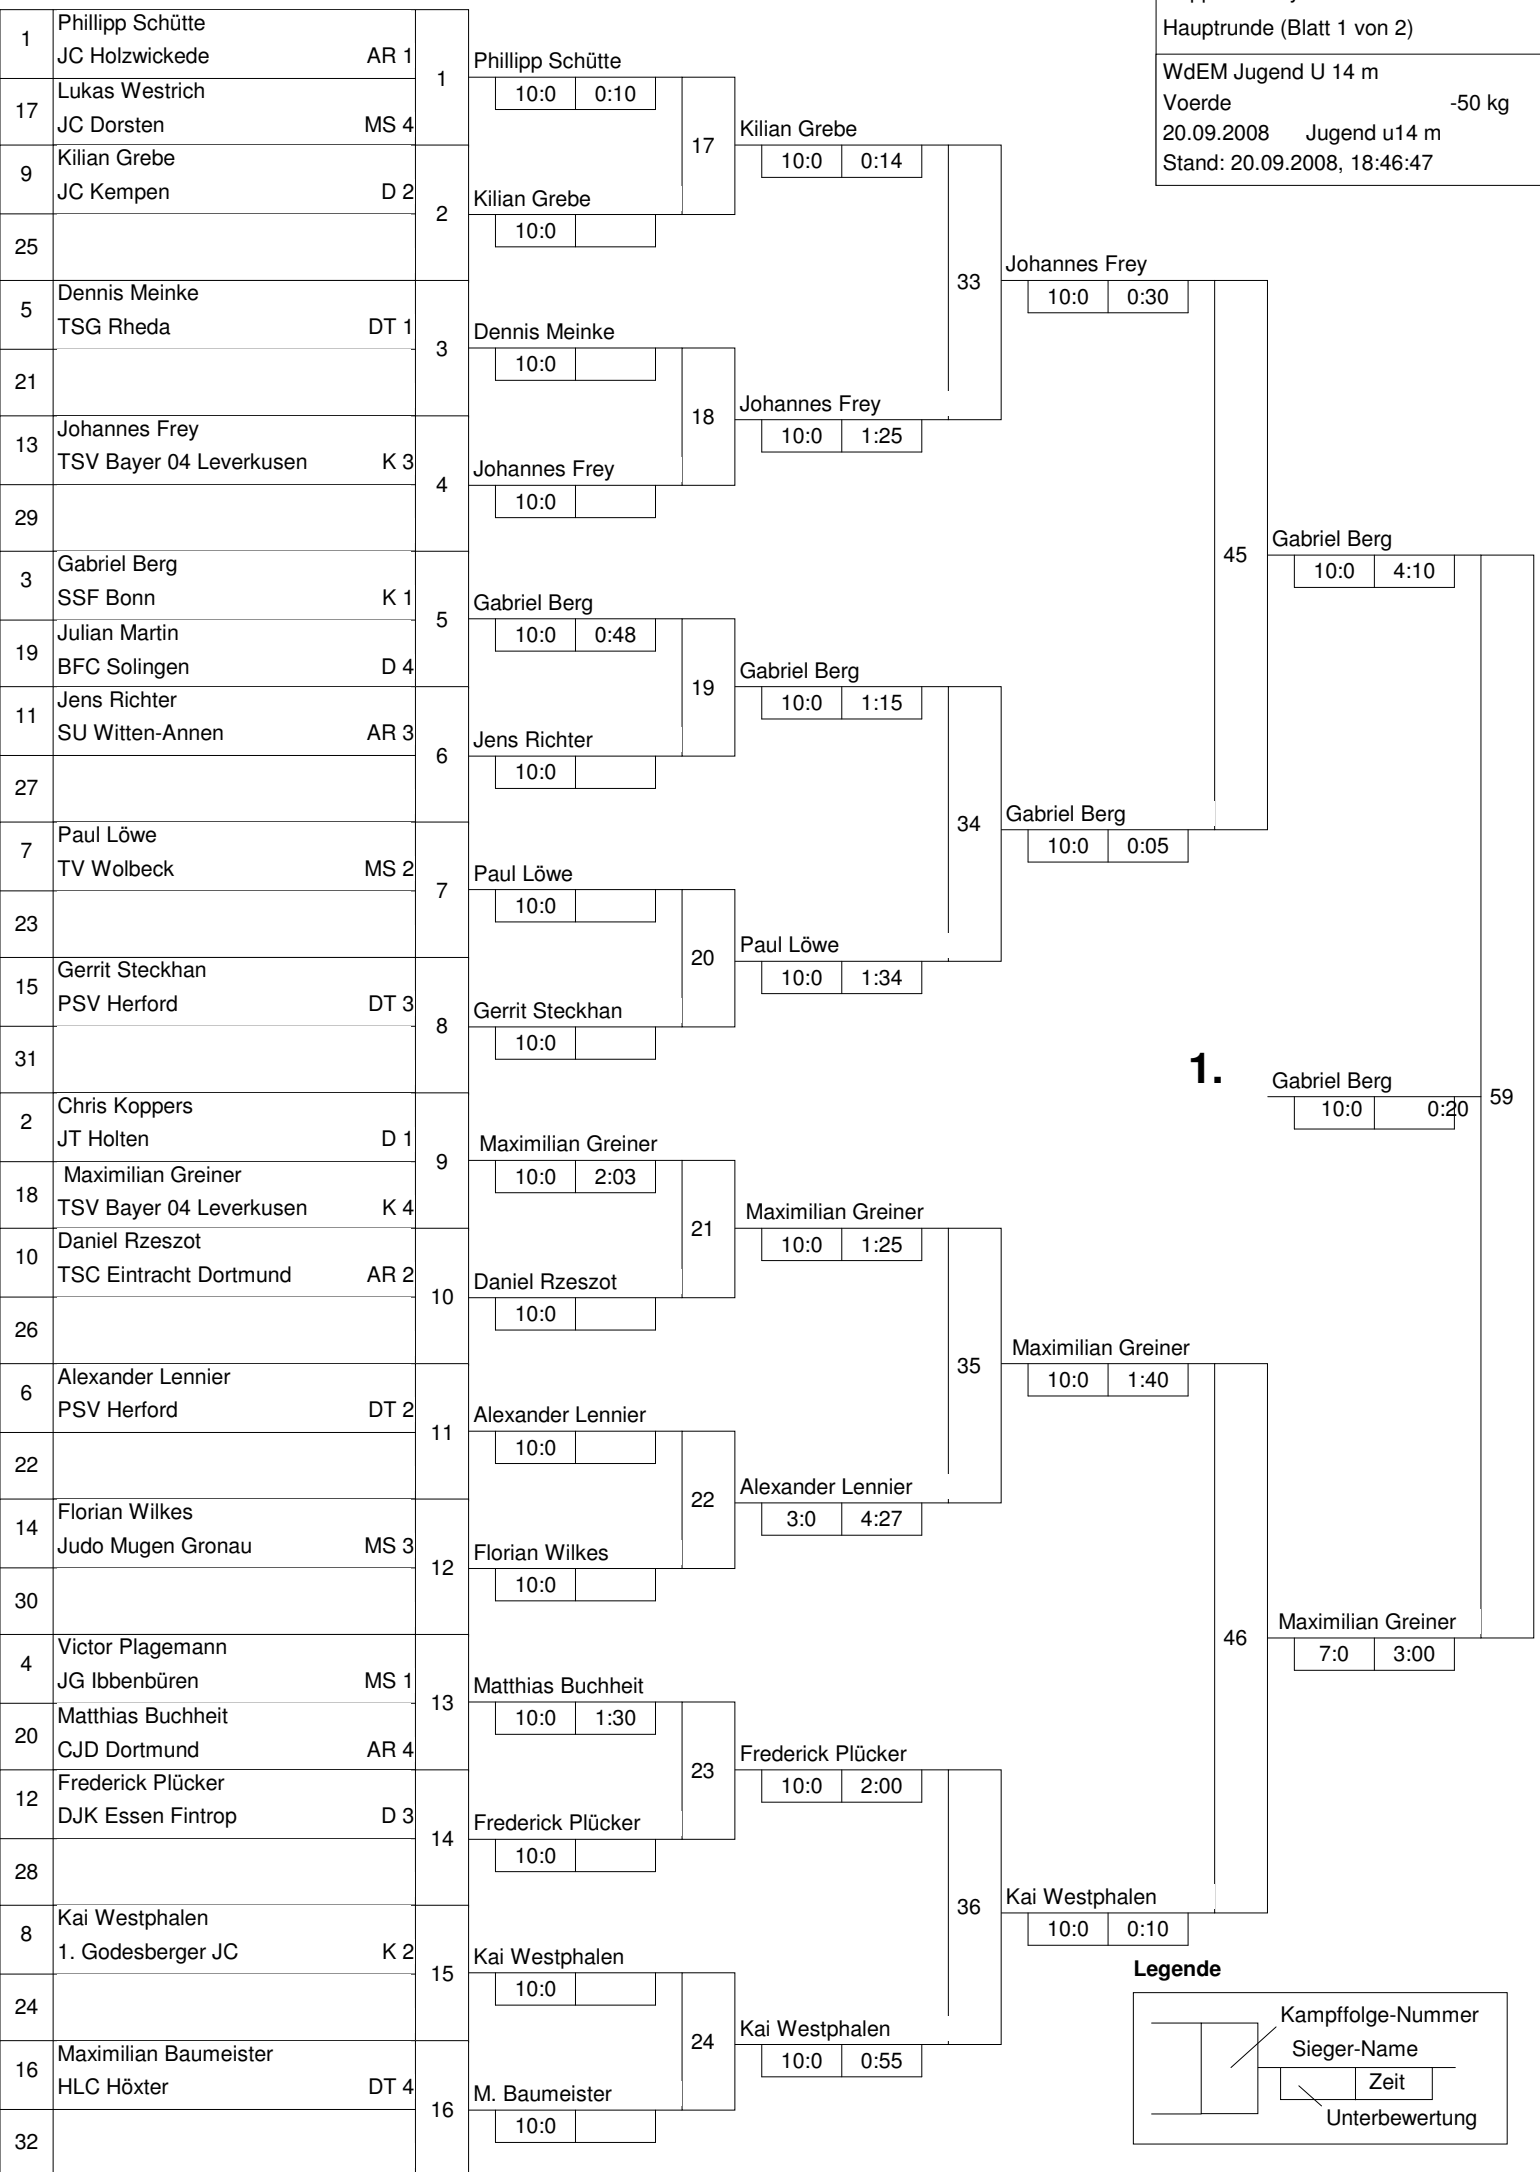 Hauptrunde (Blatt 1 von 2)
WdEM Jugend U 14 m
Voerde -50 kg
20.09.2008 Jugend u14 m
Stand: 20.09.2008, 18:46:47
1 Phillipp Schütte
JC Holzwickede AR 1
17 Lukas Westrich
JC Dorsten MS 4
9 Kilian Grebe
JC Kempen D 2
25
5 Dennis Meinke
TSG Rheda DT 1
21
13 Johannes Frey
TSV Bayer 04 Leverkusen K 3
29
3 Gabriel Berg
SSF Bonn K 1
19 Julian Martin
BFC Solingen D 4
11 Jens Richter
SU Witten-Annen AR 3
27
7 Paul Löwe
TV Wolbeck MS 2
23
15 Gerrit Steckhan
PSV Herford DT 3
31
2 Chris Koppers
JT Holten D 1
18 Maximilian Greiner
TSV Bayer 04 Leverkusen K 4
10 Daniel Rzeszot
TSC Eintracht Dortmund AR 2
26
6 Alexander Lennier
PSV Herford DT 2
22
14 Florian Wilkes
Judo Mugen Gronau MS 3
30
4 Victor Plagemann
JG Ibbenbüren MS 1
20 Matthias Buchheit
CJD Dortmund AR 4
12 Frederick Plücker
DJK Essen Fintrop D 3
28
8 Kai Westphalen
1. Godesberger JC K 2
24
16 Maximilian Baumeister
HLC Höxter DT 4
32
1 Phillipp Schütte
10:0 0:10
2 Kilian Grebe
10:0
3 Dennis Meinke
10:0
4 Johannes Frey
10:0
5 Gabriel Berg
10:0 0:48
6 Jens Richter
10:0
7 Paul Löwe
10:0
8 Gerrit Steckhan
10:0
9 Maximilian Greiner
10:0 2:03
10 Daniel Rzeszot
10:0
11 Alexander Lennier
10:0
12 Florian Wilkes
10:0
13 Matthias Buchheit
10:0 1:30
14 Frederick Plücker
10:0
15 Kai Westphalen
10:0
16 M. Baumeister
10:0
17 Kilian Grebe
10:0 0:14
18 Johannes Frey
10:0 1:25
19 Gabriel Berg
10:0 1:15
20 Paul Löwe
10:0 1:34
21 Maximilian Greiner
10:0 1:25
22 Alexander Lennier
3:0 4:27
23 Frederick Plücker
10:0 2:00
24 Kai Westphalen
10:0 0:55
33 Johannes Frey
10:0 0:30
34 Gabriel Berg
10:0 0:05
35 Maximilian Greiner
10:0 1:40
36 Kai Westphalen
10:0 0:10
45 Gabriel Berg
10:0 4:10
46 Maximilian Greiner
7:0 3:00
1. Gabriel Berg 59
10:0 0:20
Legende
Kampffolge-Nummer
Sieger-Name
Zeit
Unterbewertung